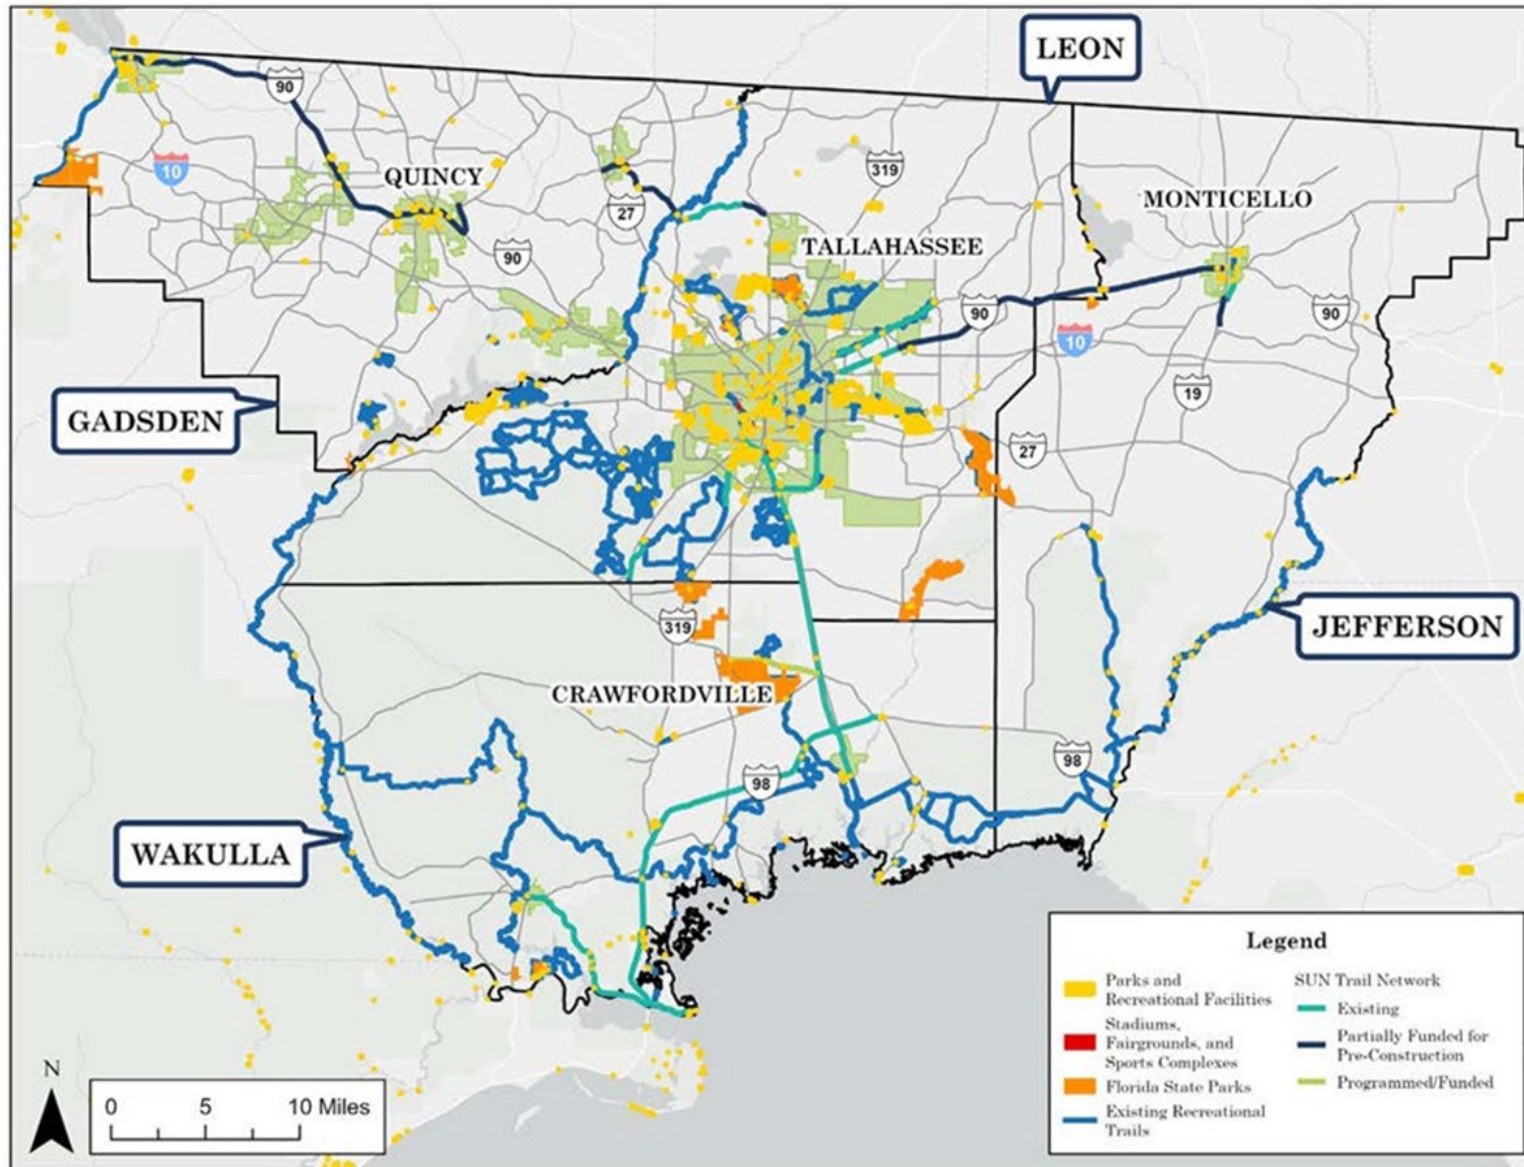 LEON
90
10
QUINCY
319
27
MONTICELLO
90
TALLAHASSEE
90
90
10
19
GADSDEN
27
319
JEFFERSON
CRAWFORDVILLE
98
98
WAKULLA
Legend
Parks and
Recreational Facilities
Stadiums,
Fairgrounds, and
Sports Complexes
Florida State Parks
Existing Recreational
Trails
SUN Trail Network
Existing
Partially Funded for
Pre-Construction
Programmed/Funded
N
0 5 10 Miles